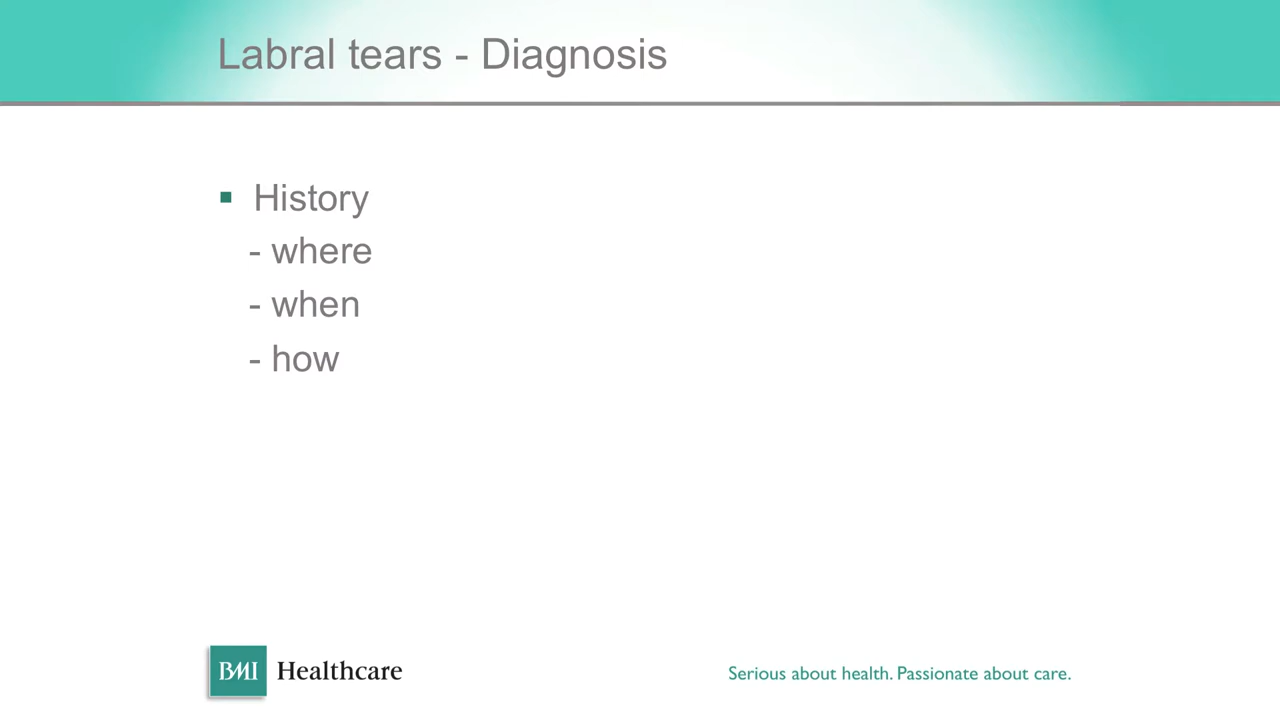 Labral tears - Diagnosis
▪ History
- where
- when
- how
BMI Healthcare
Serious about health. Passionate about care.